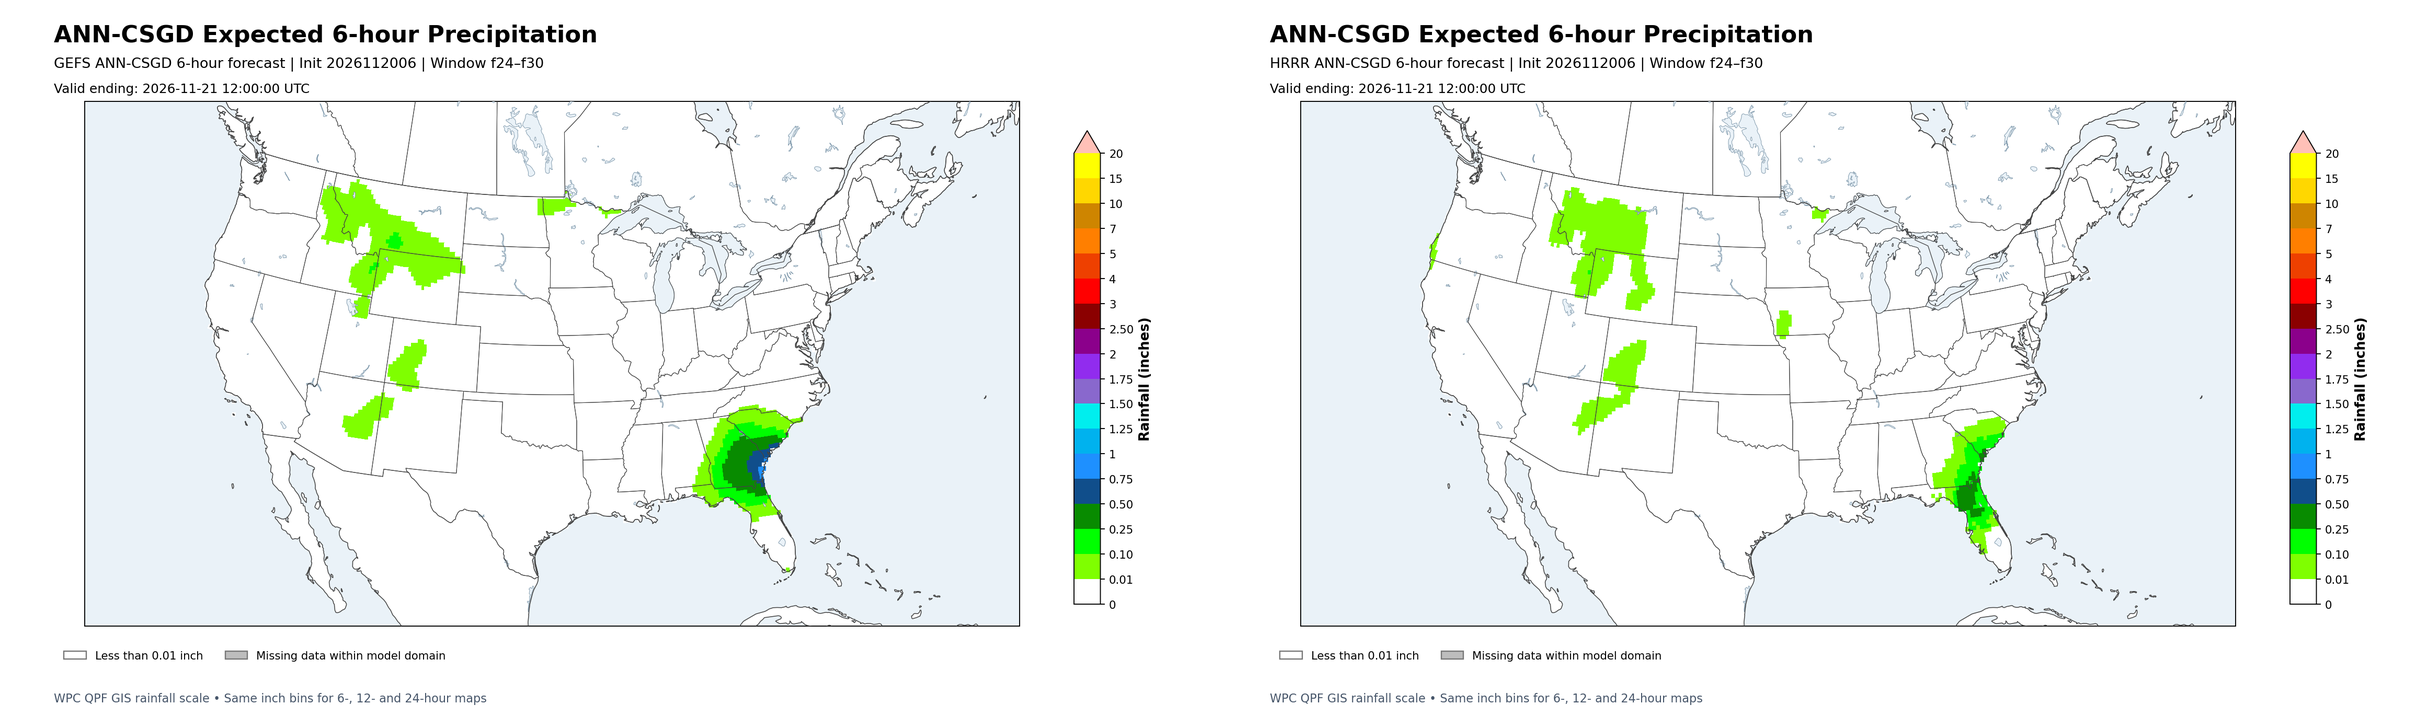 ANN-CSGD Expected 6-hour Precipitation
GEFS ANN-CSGD 6-hour forecast | Init 2026112006 | Window f24–f30
Valid ending: 2026-11-21 12:00:00 UTC
20
15
10
7
5
4
3
2.50
2
1.75
1.50
1.25
1
0.75
0.50
0.25
0.10
0.01
0
Rainfall (inches)
Less than 0.01 inch
Missing data within model domain
WPC QPF GIS rainfall scale • Same inch bins for 6-, 12- and 24-hour maps
ANN-CSGD Expected 6-hour Precipitation
HRRR ANN-CSGD 6-hour forecast | Init 2026112006 | Window f24–f30
Valid ending: 2026-11-21 12:00:00 UTC
20
15
10
7
5
4
3
2.50
2
1.75
1.50
1.25
1
0.75
0.50
0.25
0.10
0.01
0
Rainfall (inches)
Less than 0.01 inch
Missing data within model domain
WPC QPF GIS rainfall scale • Same inch bins for 6-, 12- and 24-hour maps